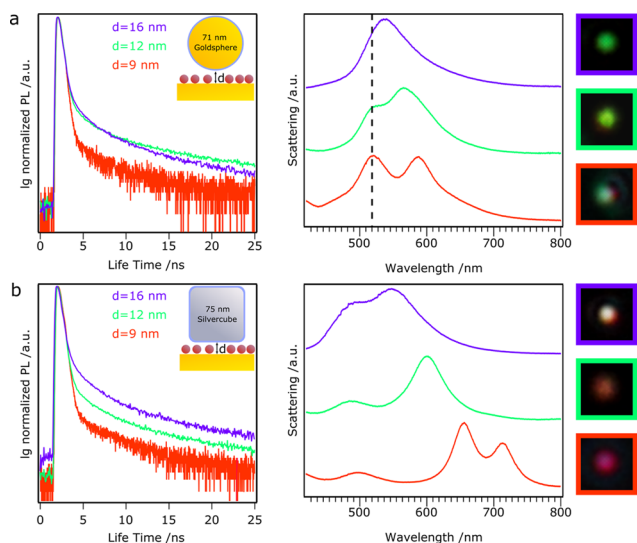 a
lg normalized PL /a.u.
d=16 nm
d=12 nm
d=9 nm
71 nm
Goldsphere
d
0 5 10 15 20 25
Life Time /ns
Scattering /a.u.
500 600 700 800
Wavelength /nm
b
lg normalized PL /a.u.
d=16 nm
d=12 nm
d=9 nm
75 nm
Silvercube
d
0 5 10 15 20 25
Life Time /ns
Scattering /a.u.
500 600 700 800
Wavelength /nm